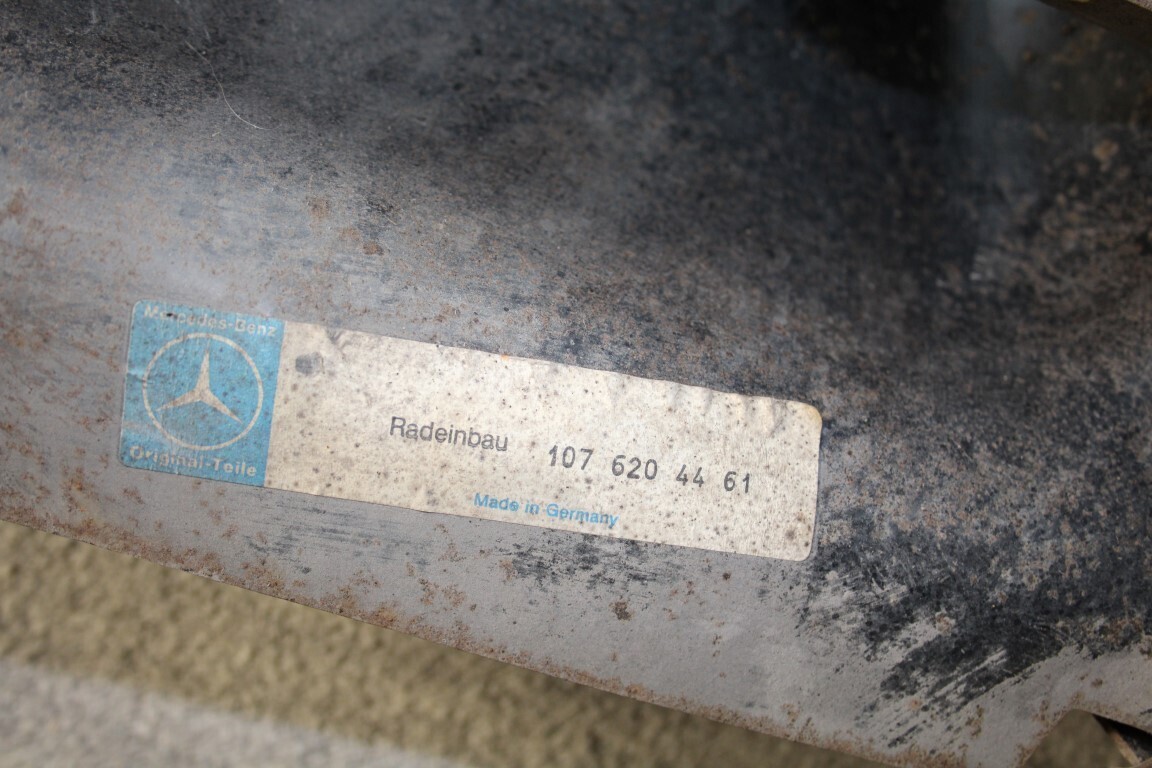 Mercedes-Benz
Original-Teile
Radeinbau 107 620 44 61
Made in Germany